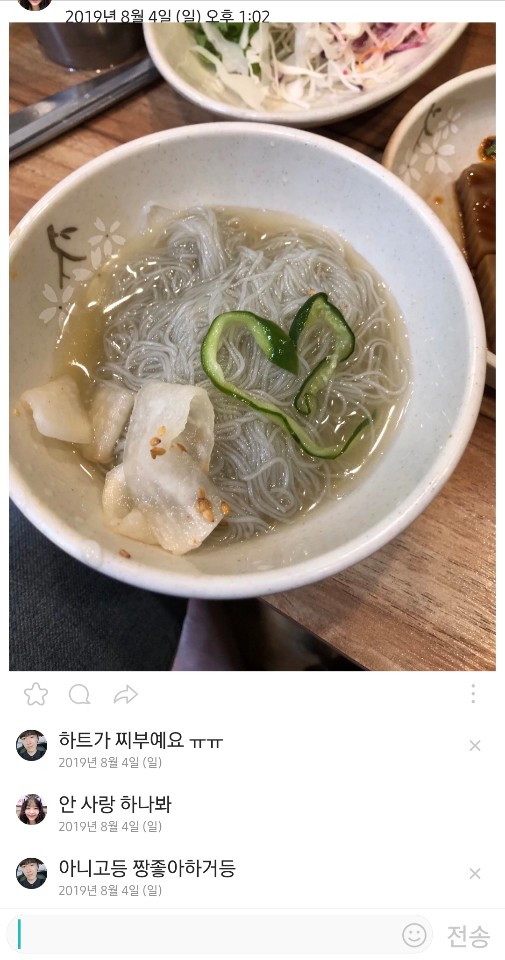 2019년 8월 4일 (일) 오후 1:02
하트가 찌부예요 ㅠㅠ
2019년 8월 4일 (일)
안 사랑 하나봐
2019년 8월 4일 (일)
아니고등 짱좋아하거등
2019년 8월 4일 (일)
전송